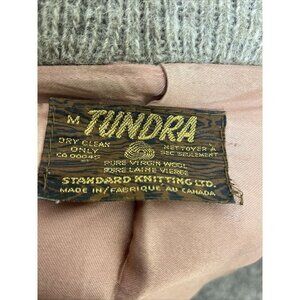 M TUNDRA
DRY CLEAN ONLY
CA 00045
NETTOYER A SEC SEULEMENT
PURE VIRGIN WOOL
PURE LAINE VIERGE
STANDARD KNITTING LTD.
MADE IN/FABRIQUÉ AU CANADA